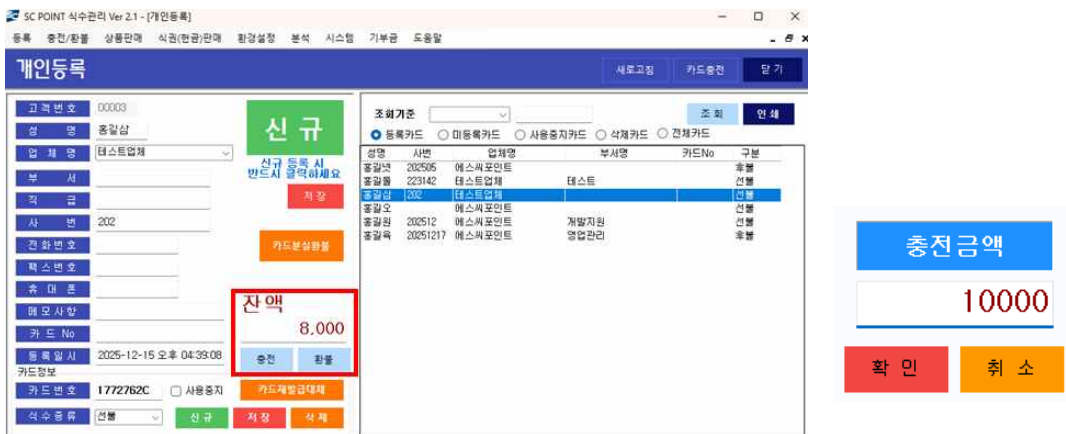 SC POINT 식수관리 Ver 2.1 - [개인등록]
등록 충전/환불 상품판매 식권(현금)판매 환경설정 분석 시스템 기부금 도움말
개인등록
새로고침 카드충전 닫 기
고 객 번 호 00003
성 명 홍길삼
업 체 명 테스트업체
부 서
직 급
사 번 202
전 화 번 호
팩 스 번 호
휴 대 폰
메 모 사 항
카 드 No
등 록 일 시 2025-12-15 오후 04:39:08
신 규
신규 등록 시
반드시 클릭하세요
저 장
카드분실환불
잔액
8,000
충전 환불
카드정보
카 드 번 호 1772762C 사용중지 카드재발급대체
식 수 종 류 선불 신 규 저 장 삭 제
조회기준 조 회 인 쇄
등록카드 미등록카드 사용중지카드 삭제카드 전체카드
성명 사번 업체명 부서명 카드No 구분
홍길넷 202505 에스씨포인트 후불
홍길둘 223142 테스트업체 테스트 선불
홍길삼 202 테스트업체 선불
홍길오 에스씨포인트 선불
홍길원 202512 에스씨포인트 개발지원 선불
홍길육 20251217 에스씨포인트 영업관리 후불
충전금액
10000
확 인 취 소